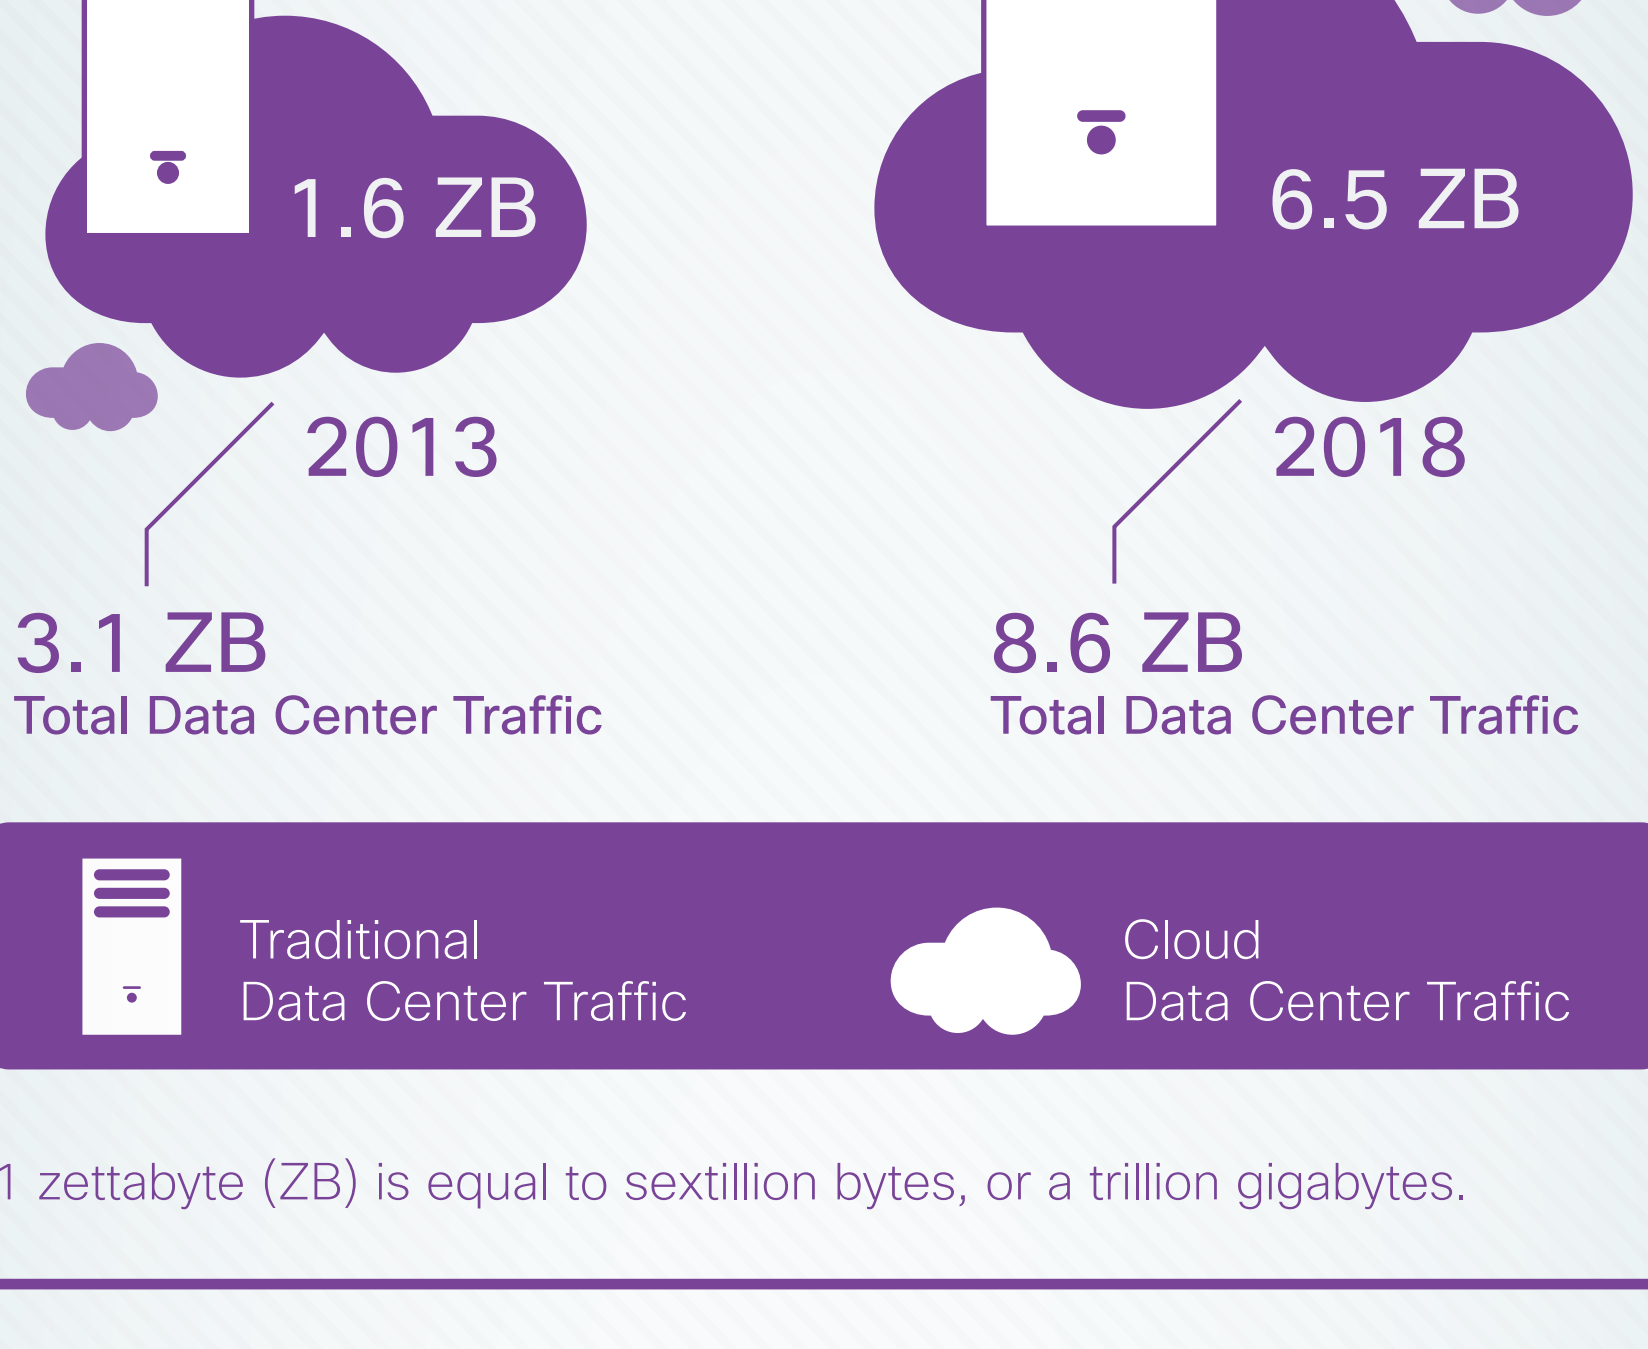 1.6 ZB
6.5 ZB
2013
2018
3.1 ZB
Total Data Center Traffic
8.6 ZB
Total Data Center Traffic
Traditional
Data Center Traffic
Cloud
Data Center Traffic
1 zettabyte (ZB) is equal to sextillion bytes, or a trillion gigabytes.